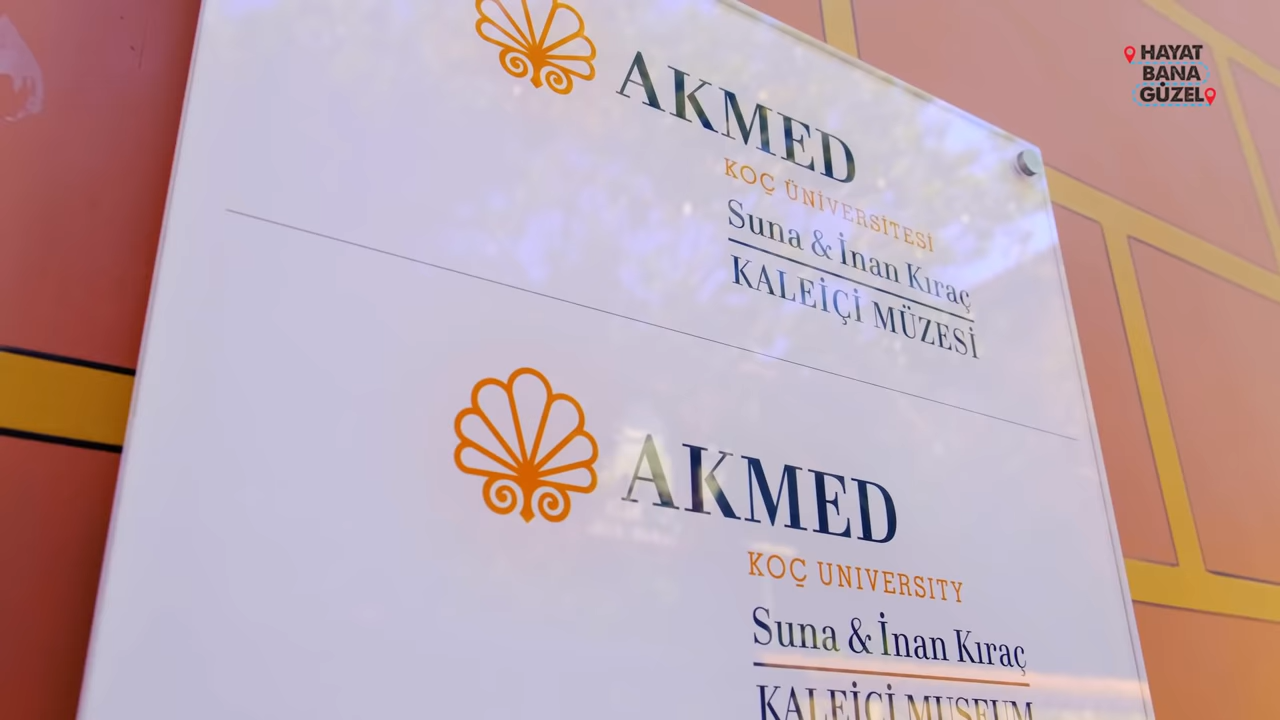 HAYAT
BANA
GÜZEL
AKMED
KOÇ ÜNİVERSİTESİ
Suna & İnan Kıraç
KALEİÇİ MÜZESİ
AKMED
KOÇ UNIVERSITY
Suna & İnan Kıraç
KALEİÇİ MUSEUM